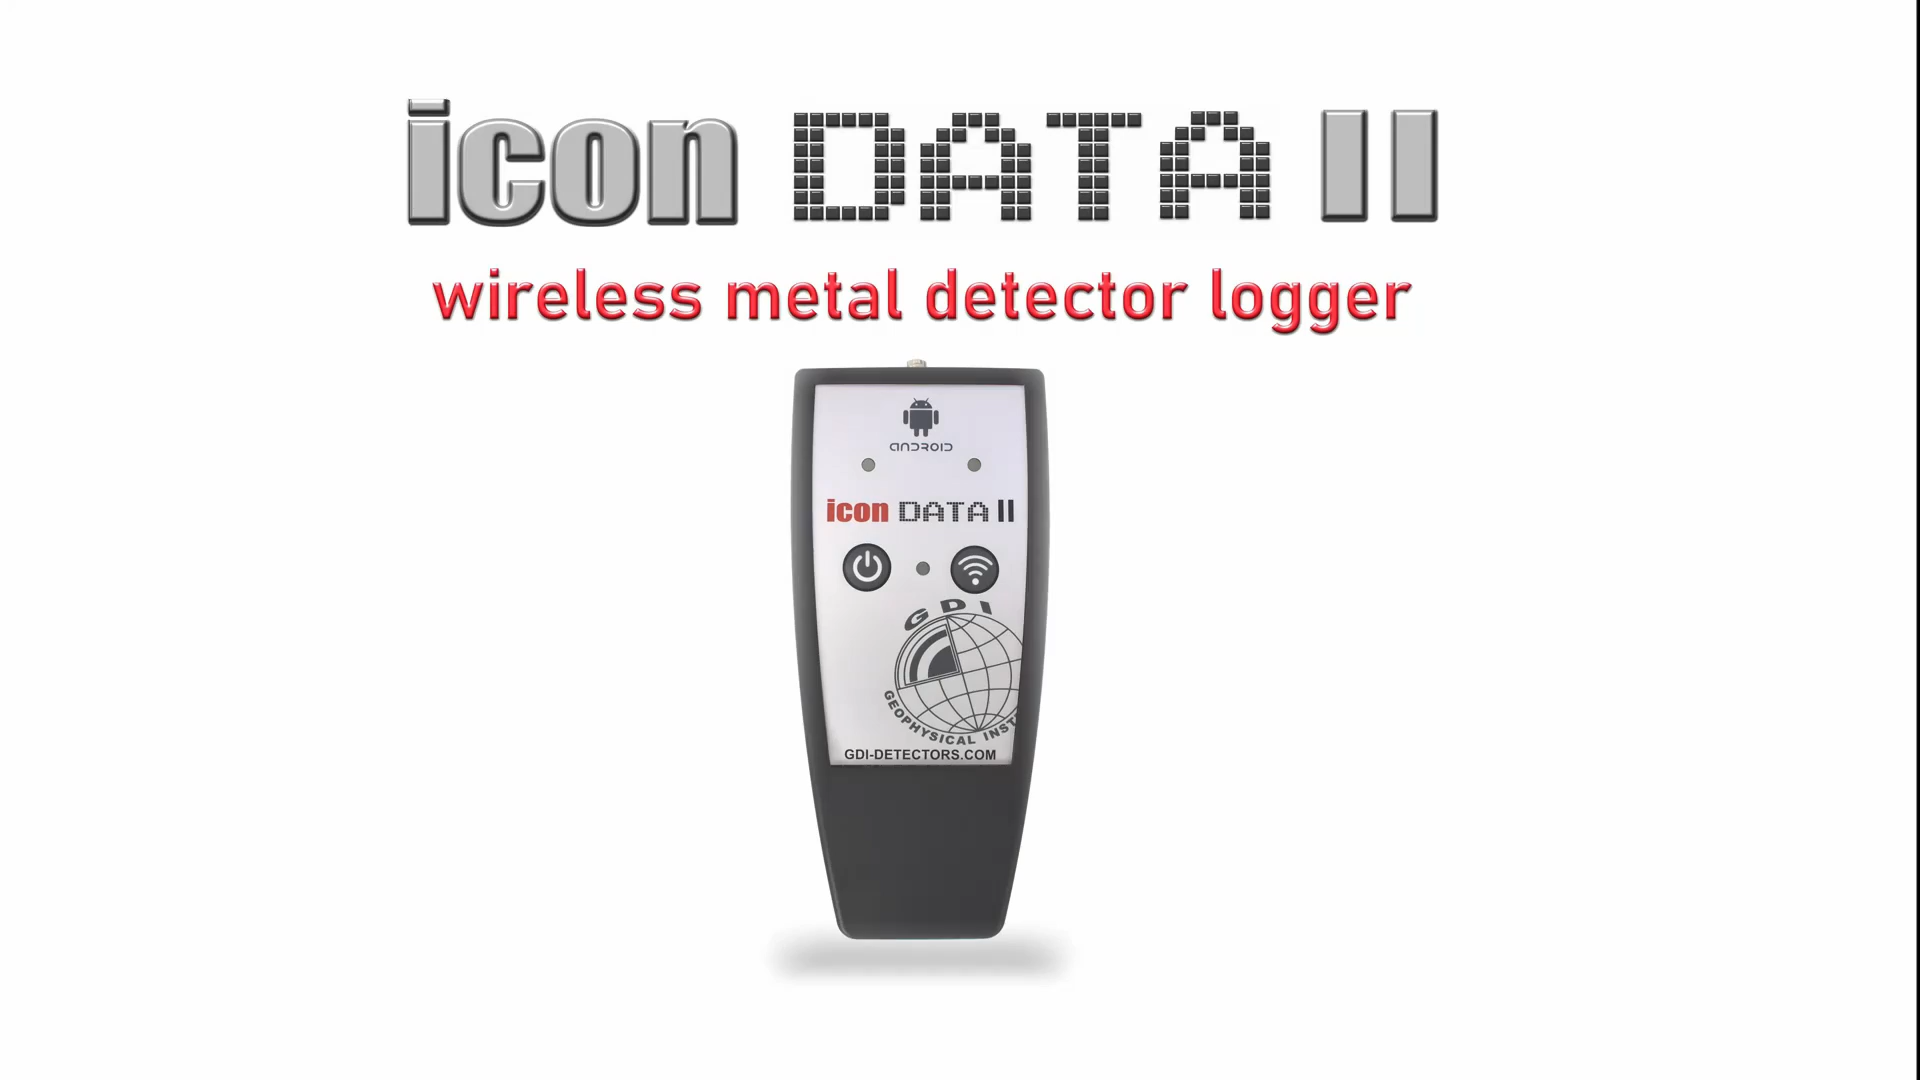 icon DATA II
wireless metal detector logger
ANDROID
icon DATA II
GDI
GEOPHYSICAL INST
GDI-DETECTORS.COM